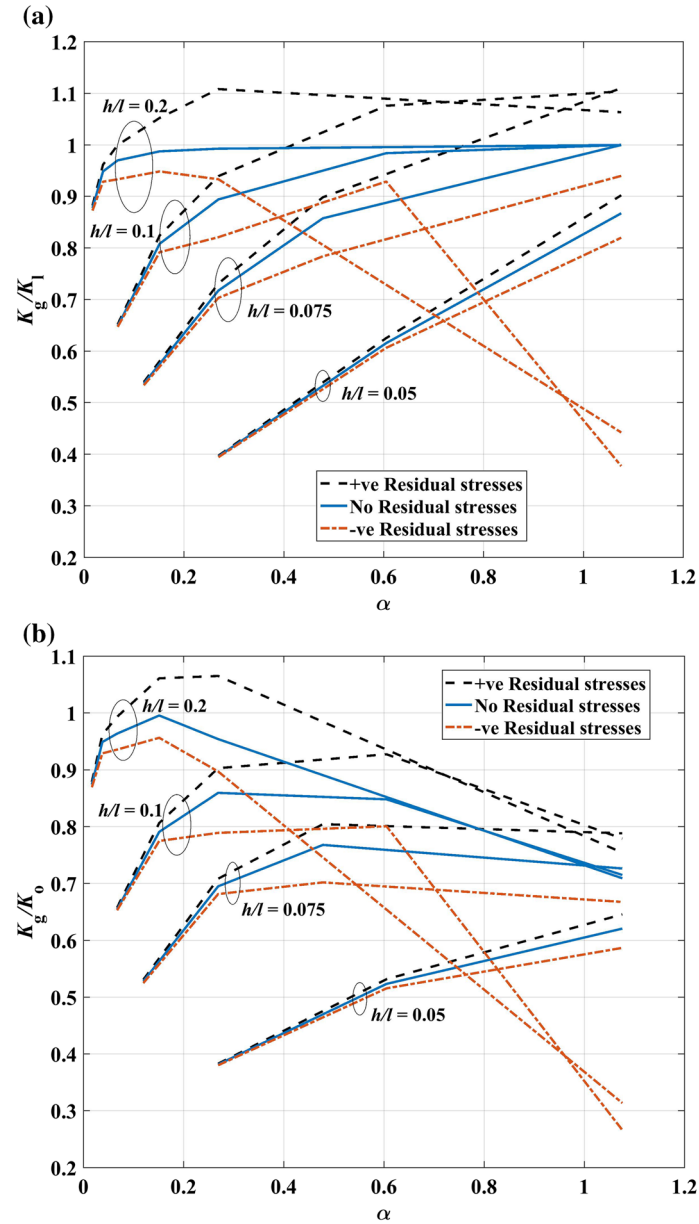 (a)
1.2
1.1
1
0.9
0.8
0.7
0.6
0.5
0.4
0.3
0.2
Kg/Kl
h/l = 0.2
h/l = 0.1
h/l = 0.075
h/l = 0.05
+ve Residual stresses
No Residual stresses
-ve Residual stresses
0 0.2 0.4 0.6 0.8 1 1.2
α
(b)
1.1
1
0.9
0.8
0.7
0.6
0.5
0.4
0.3
0.2
Kg/Ko
+ve Residual stresses
No Residual stresses
-ve Residual stresses
h/l = 0.2
h/l = 0.1
h/l = 0.075
h/l = 0.05
0 0.2 0.4 0.6 0.8 1 1.2
α